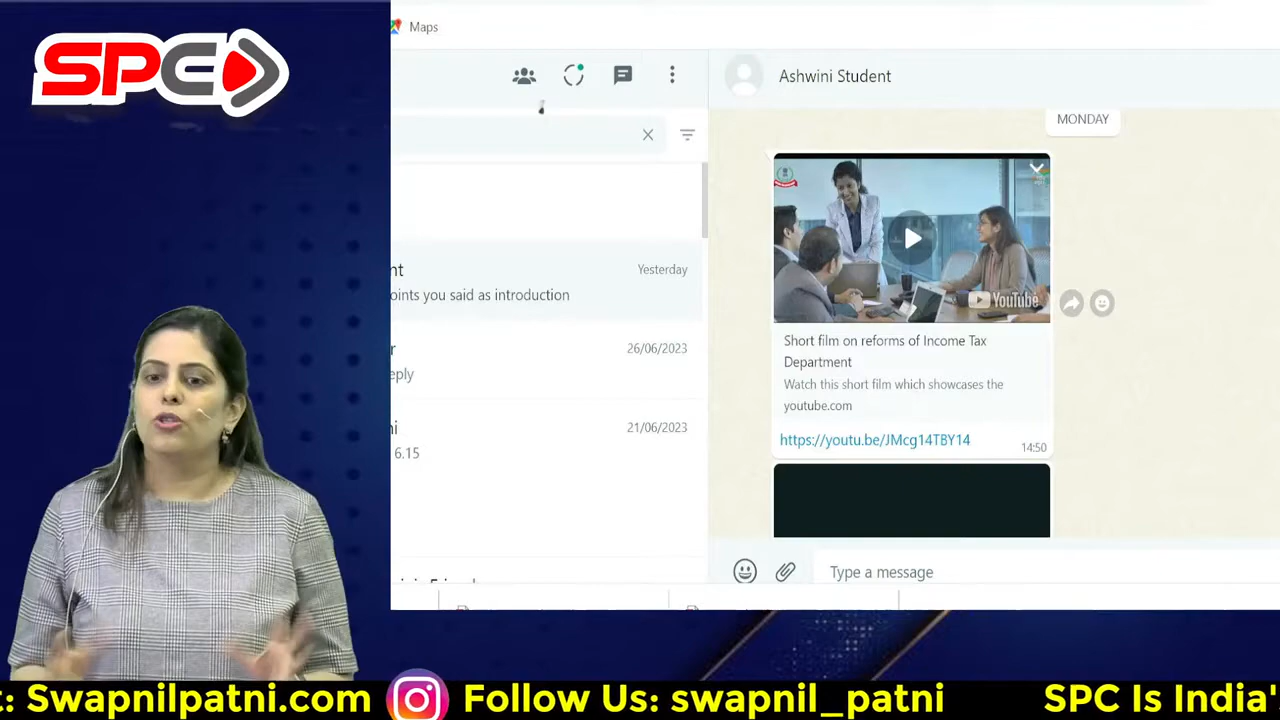 SPC
Maps
Ashwini Student
MONDAY
nt
Yesterday
oints you said as introduction
r
26/06/2023
eply
ni
21/06/2023
6.15
YouTube
Short film on reforms of Income Tax
Department
Watch this short film which showcases the
youtube.com
https://youtu.be/JMcg14TBY14
14:50
Type a message
t: Swapnilpatni.com
Follow Us: swapnil_patni
SPC Is India'